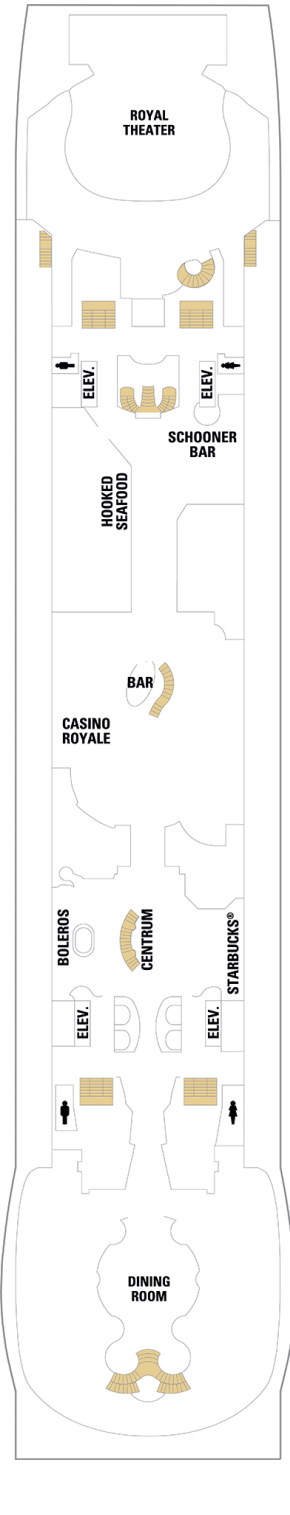 ROYAL
THEATER
ELEV.
ELEV.
SCHOONER
BAR
HOOKED
SEAFOOD
BAR
CASINO
ROYALE
BOLEROS
CENTRUM
STARBUCKS®
ELEV.
ELEV.
DINING
ROOM